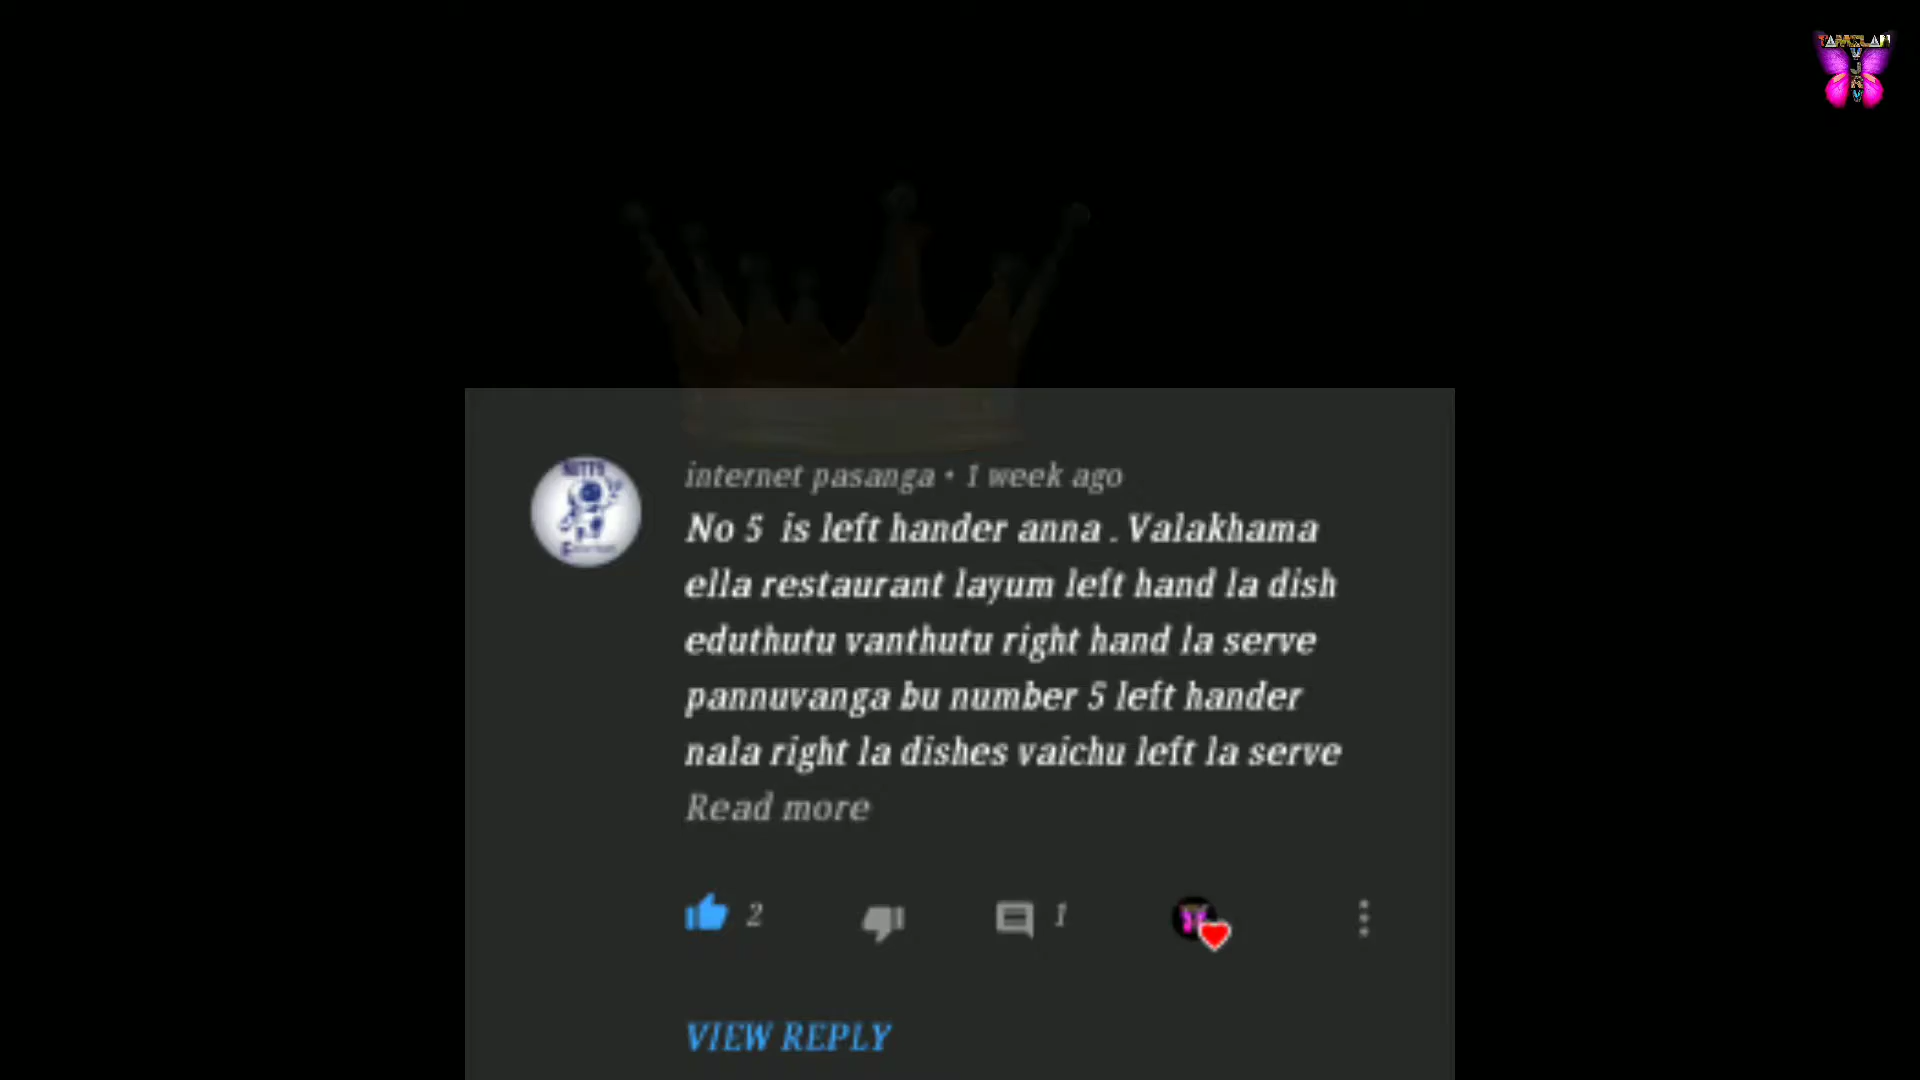 TAMILAN
VJRV
internet pasanga • 1 week ago
No 5 is left hander anna . Valakhama
ella restaurant layum left hand la dish
eduthutu vanthutu right hand la serve
pannuvanga bu number 5 left hander
nala right la dishes vaichu left la serve
Read more
2
1
VIEW REPLY